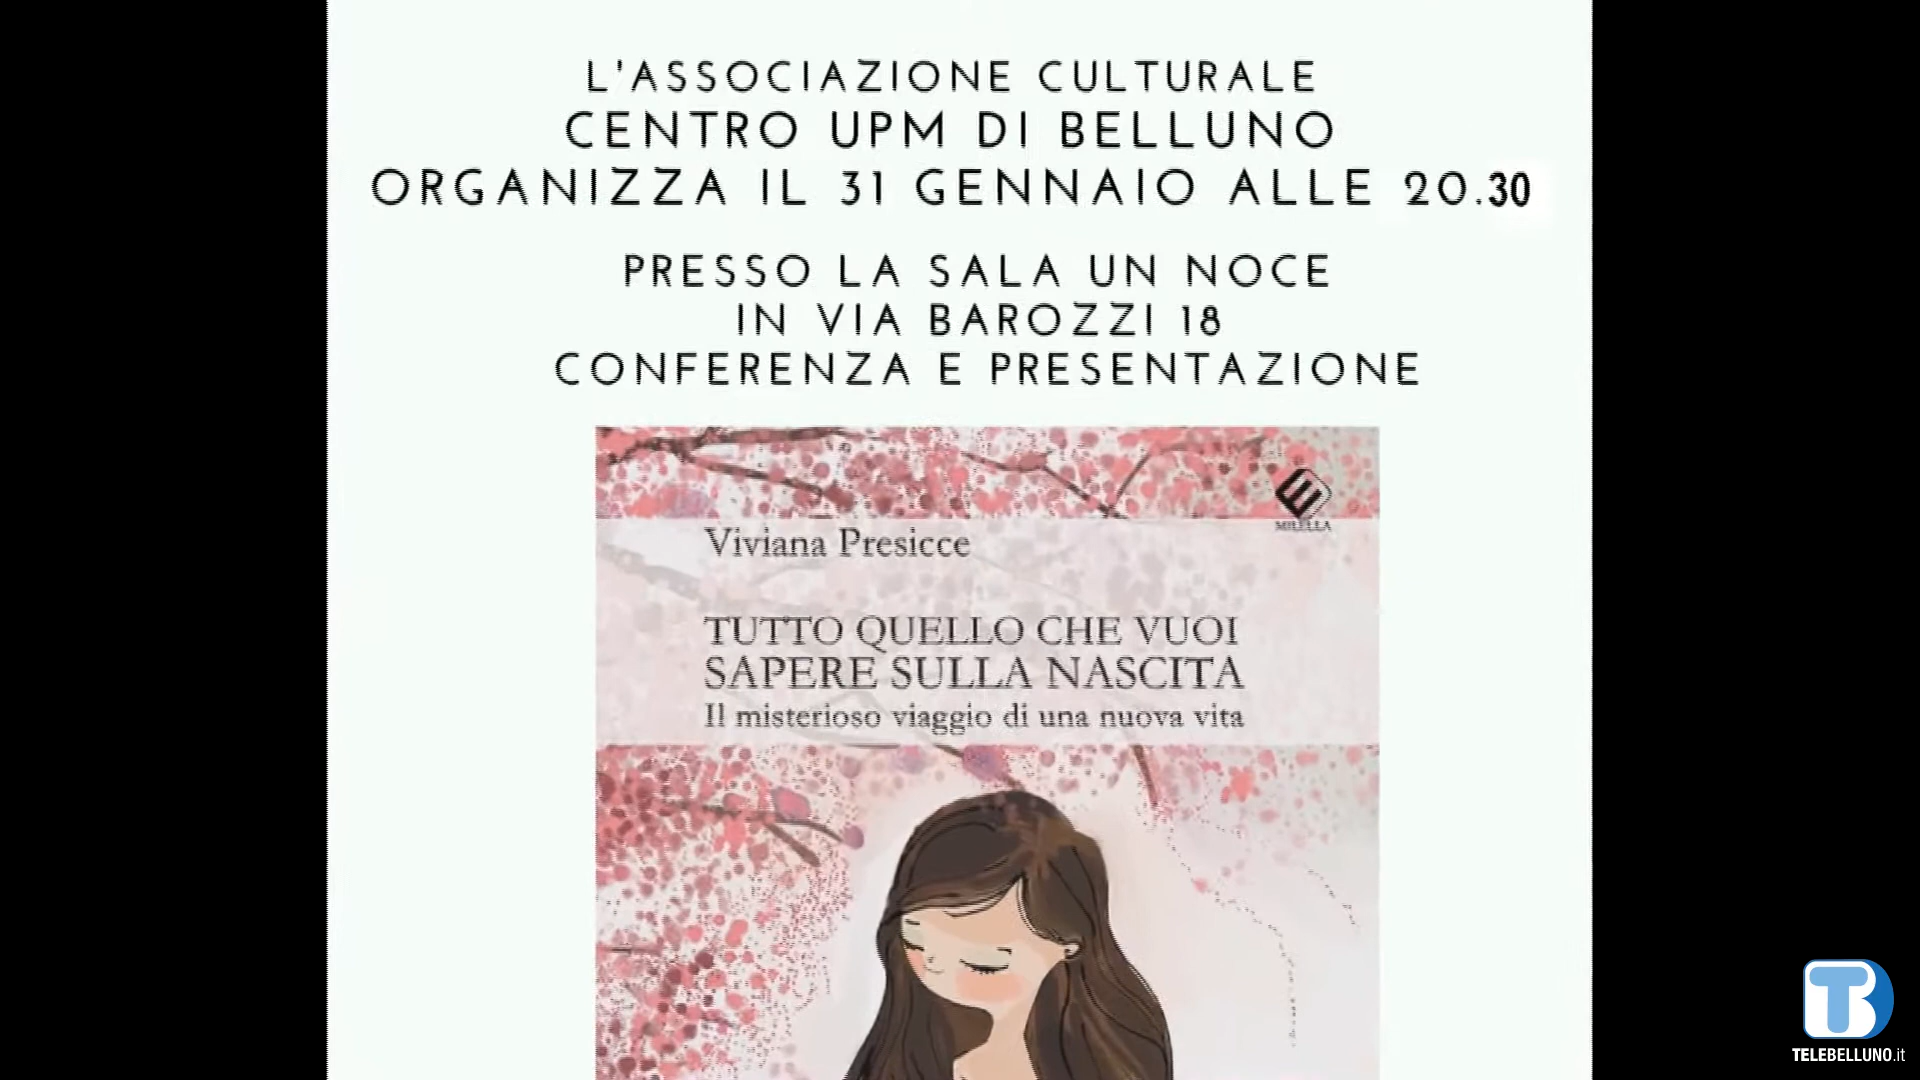 L'ASSOCIAZIONE CULTURALE
CENTRO UPM DI BELLUNO
ORGANIZZA IL 31 GENNAIO ALLE 20.30
PRESSO LA SALA UN NOCE
IN VIA BAROZZI 18
CONFERENZA E PRESENTAZIONE
MILELLA
Viviana Presicce
TUTTO QUELLO CHE VUOI
SAPERE SULLA NASCITA
Il misterioso viaggio di una nuova vita
TB
TELEBELLUNO.it